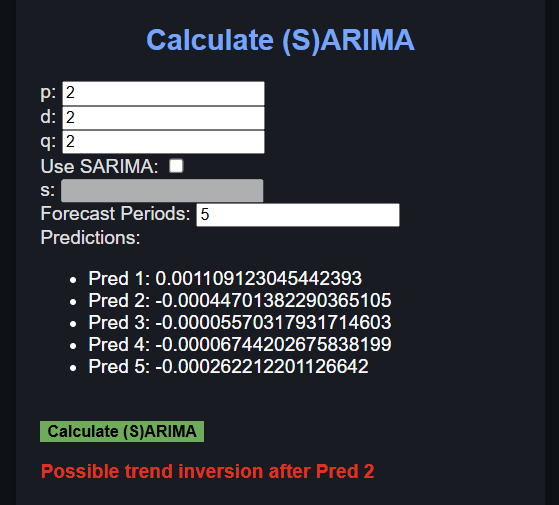 Calculate (S)ARIMA
p: 2
d: 2
q: 2
Use SARIMA:
s:
Forecast Periods: 5
Predictions:
• Pred 1: 0.001109123045442393
• Pred 2: -0.00044701382290365105
• Pred 3: -0.00005570317931714603
• Pred 4: -0.00006744202675838199
• Pred 5: -0.000262212201126642
Calculate (S)ARIMA
Possible trend inversion after Pred 2